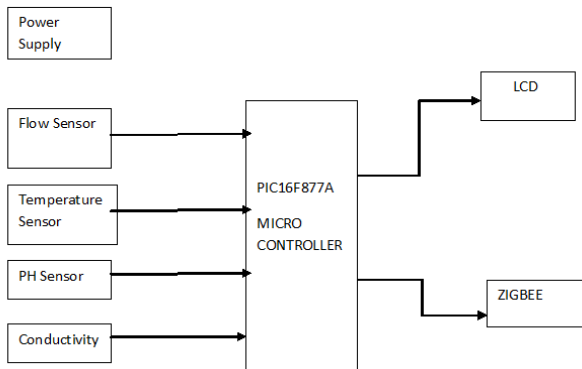 Power
Supply
Flow Sensor
Temperature
Sensor
PH Sensor
Conductivity
PIC16F877A
MICRO
CONTROLLER
LCD
ZIGBEE